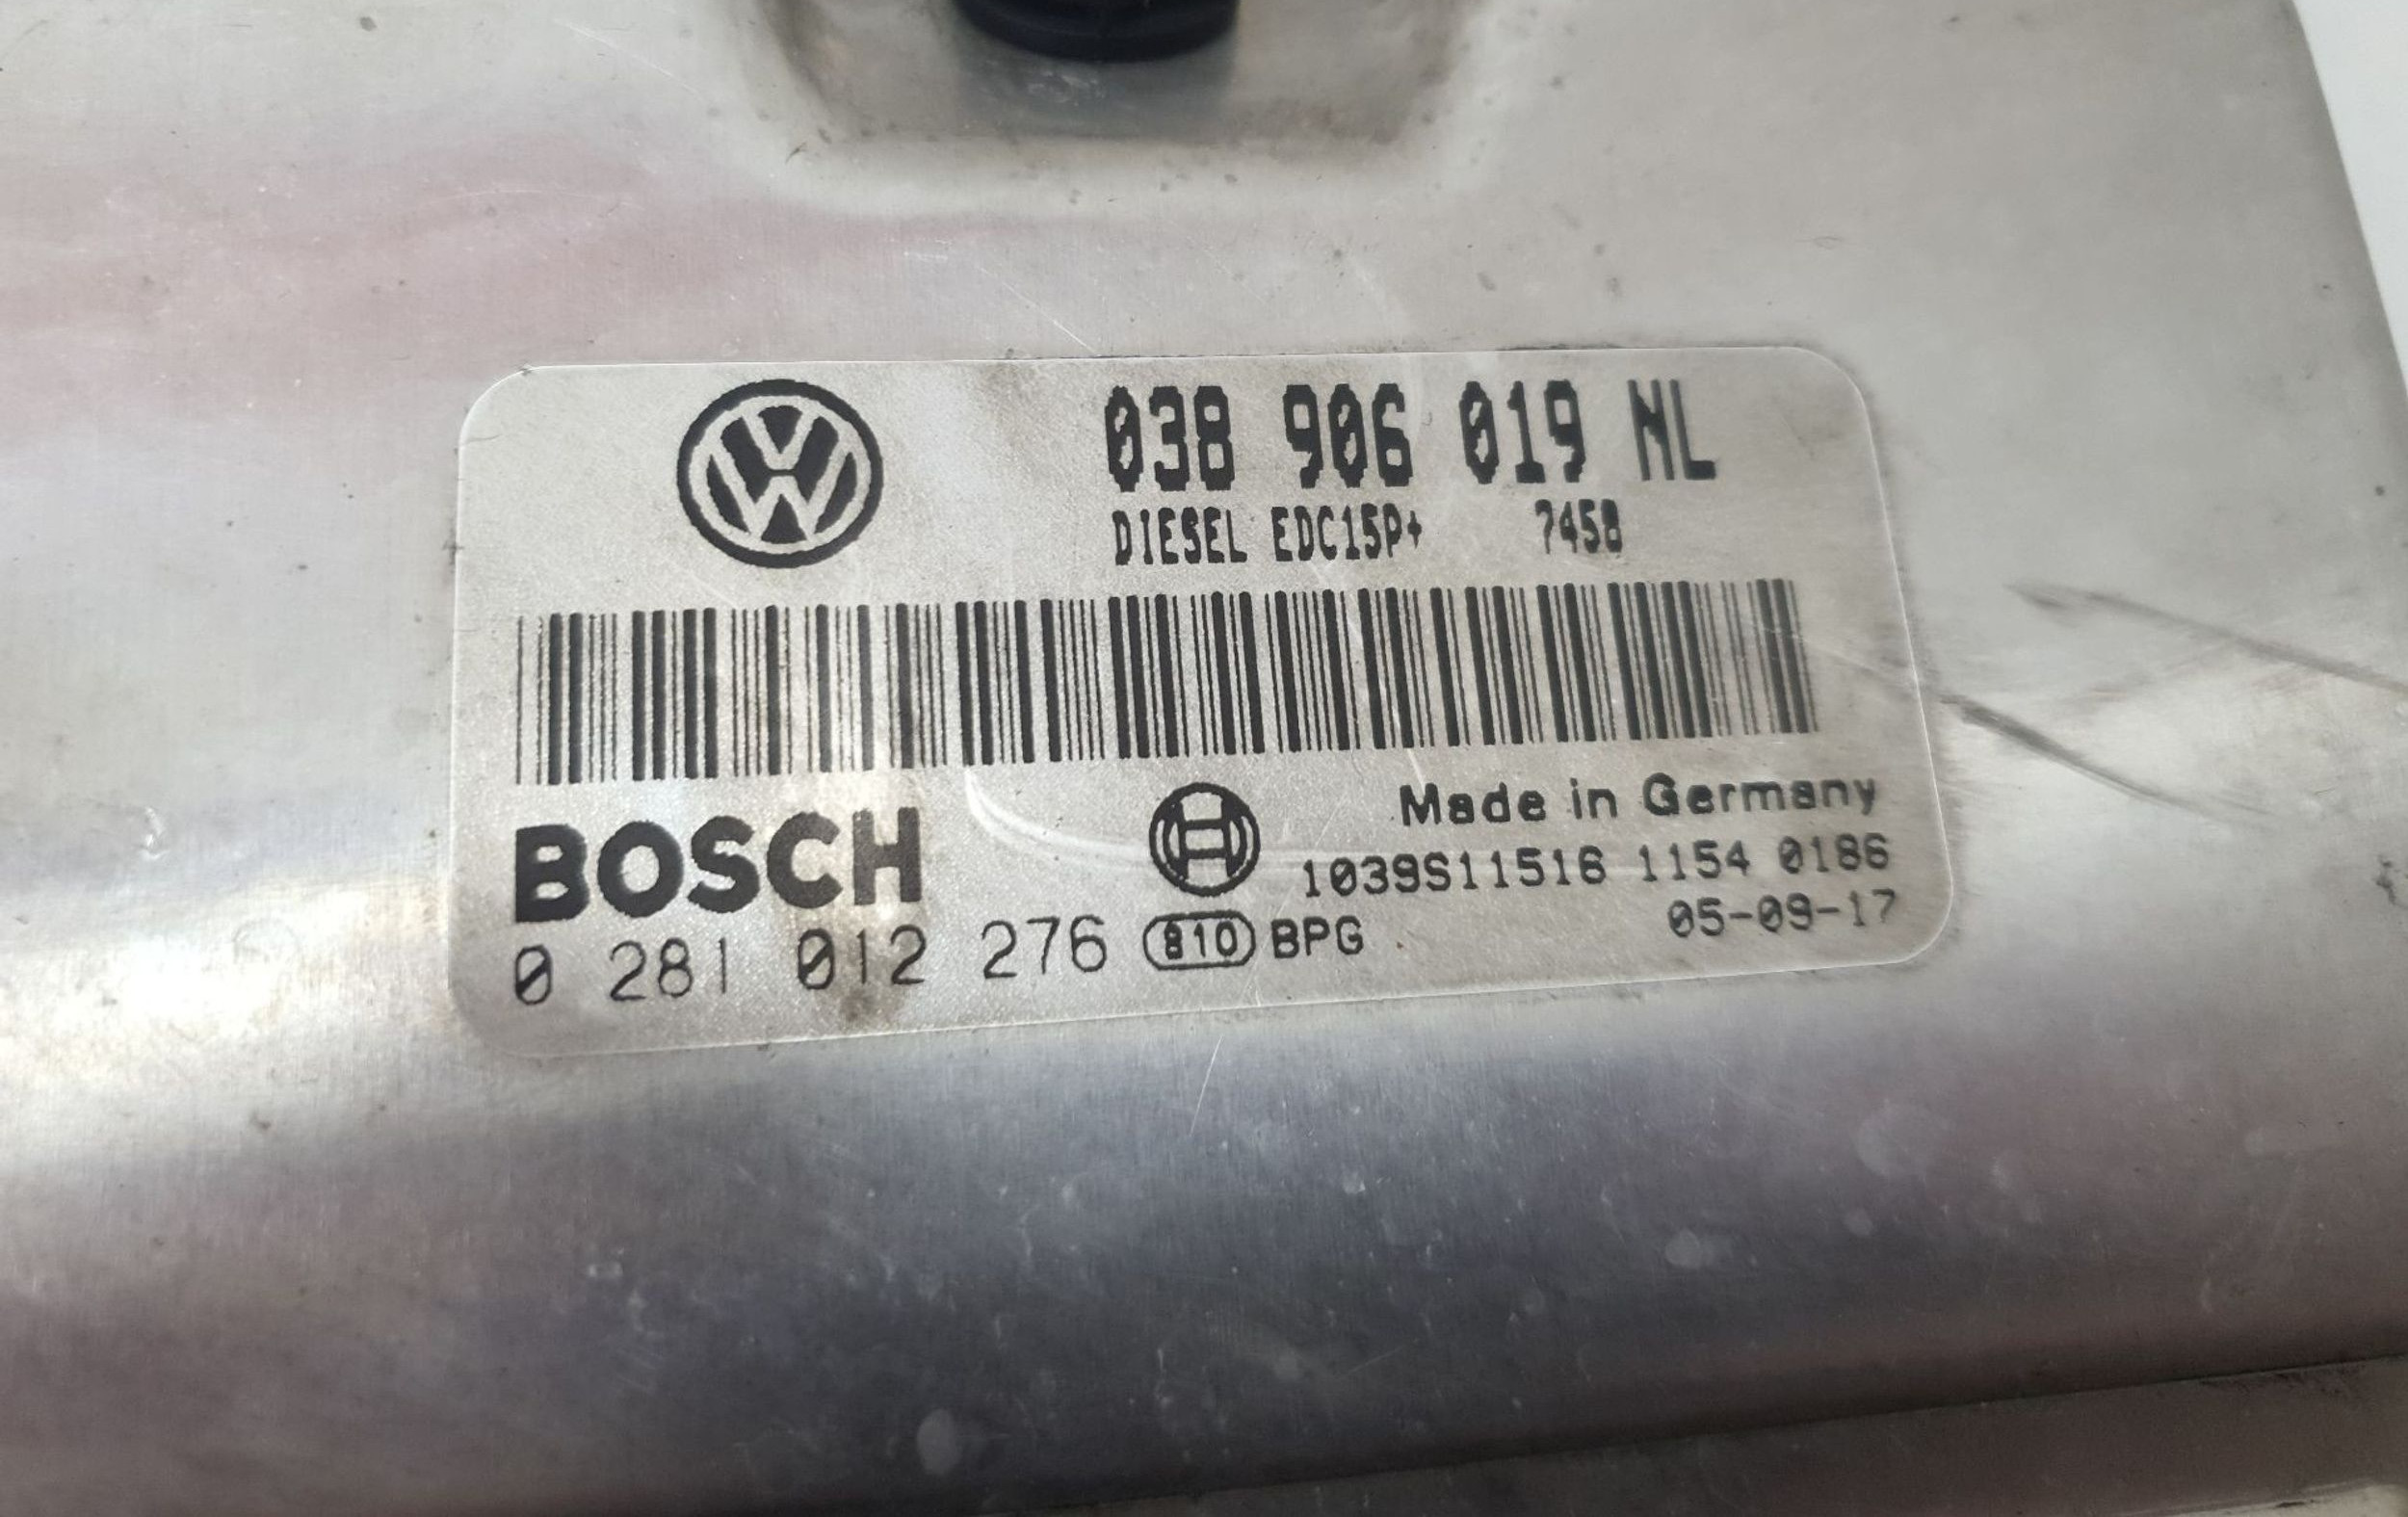 038 906 019 NL
DIESEL EDC15P+ 7458
BOSCH
Made in Germany
1039S11516 1154 0186
0 281 012 276 810 BPG
05-09-17